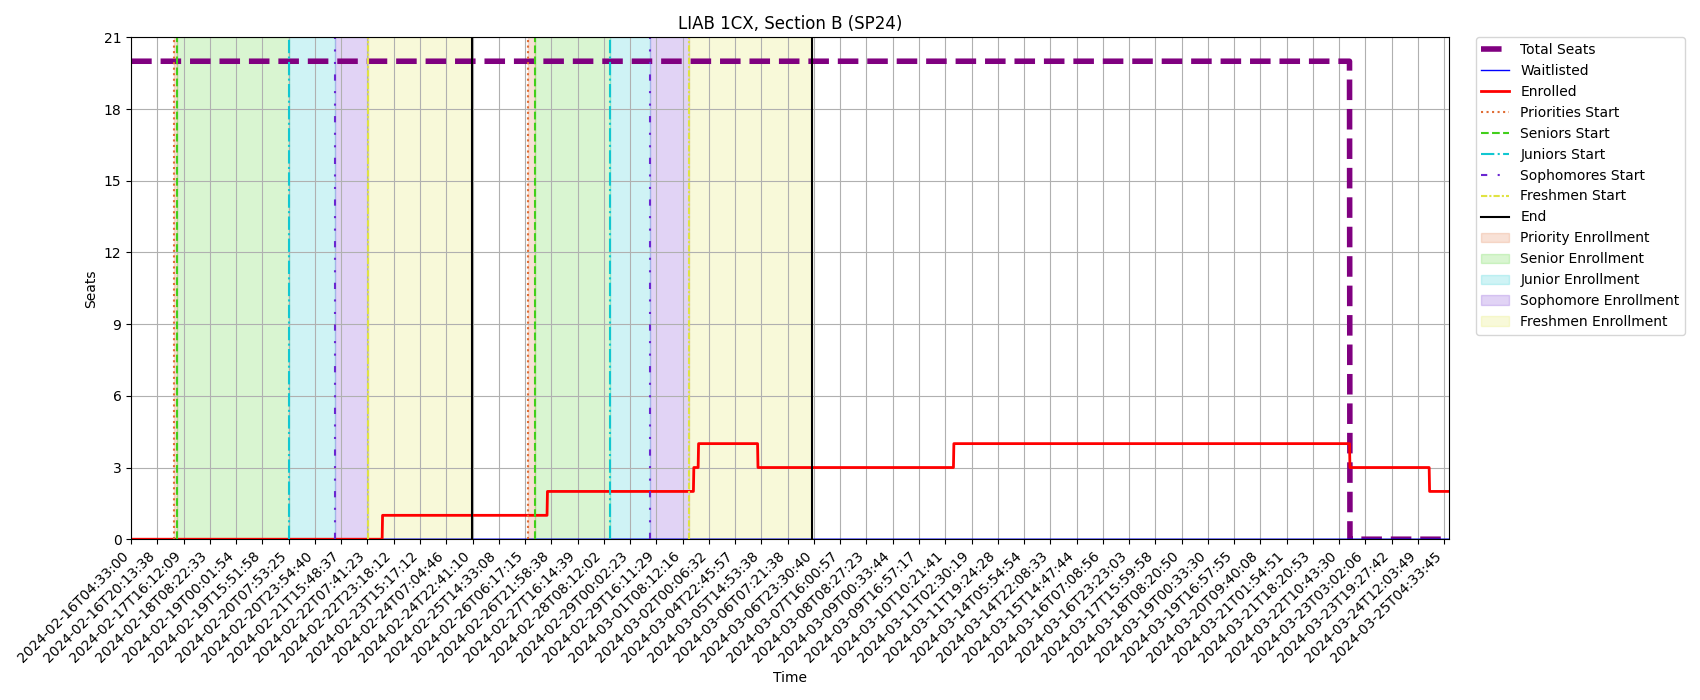 LIAB 1CX, Section B (SP24)
21
18
15
12
9
6
3
0
Seats
2024-02-16T04:33:00
2024-02-16T20:13:38
2024-02-17T16:12:09
2024-02-18T08:22:33
2024-02-19T00:01:54
2024-02-19T15:51:58
2024-02-20T07:53:25
2024-02-20T23:54:40
2024-02-21T15:48:37
2024-02-22T07:41:23
2024-02-22T23:18:12
2024-02-23T15:17:12
2024-02-24T07:04:46
2024-02-24T22:41:10
2024-02-25T14:33:08
2024-02-26T06:17:15
2024-02-26T21:58:38
2024-02-27T16:14:39
2024-02-28T08:12:02
2024-02-29T00:02:23
2024-02-29T16:11:29
2024-03-01T08:12:16
2024-03-02T00:06:32
2024-03-04T22:45:57
2024-03-05T14:53:38
2024-03-06T07:21:38
2024-03-06T23:30:40
2024-03-07T16:00:57
2024-03-08T08:27:23
2024-03-09T00:33:44
2024-03-09T16:57:17
2024-03-10T10:21:41
2024-03-11T02:30:19
2024-03-11T19:24:28
2024-03-14T05:54:54
2024-03-14T22:08:33
2024-03-15T14:47:44
2024-03-16T07:08:56
2024-03-16T23:23:03
2024-03-17T15:59:58
2024-03-18T08:20:50
2024-03-19T00:33:30
2024-03-19T16:57:55
2024-03-20T09:40:08
2024-03-21T01:54:51
2024-03-21T18:20:53
2024-03-22T10:43:30
2024-03-23T03:02:06
2024-03-23T19:27:42
2024-03-24T12:03:49
2024-03-25T04:33:45
Time
Total Seats
Waitlisted
Enrolled
Priorities Start
Seniors Start
Juniors Start
Sophomores Start
Freshmen Start
End
Priority Enrollment
Senior Enrollment
Junior Enrollment
Sophomore Enrollment
Freshmen Enrollment